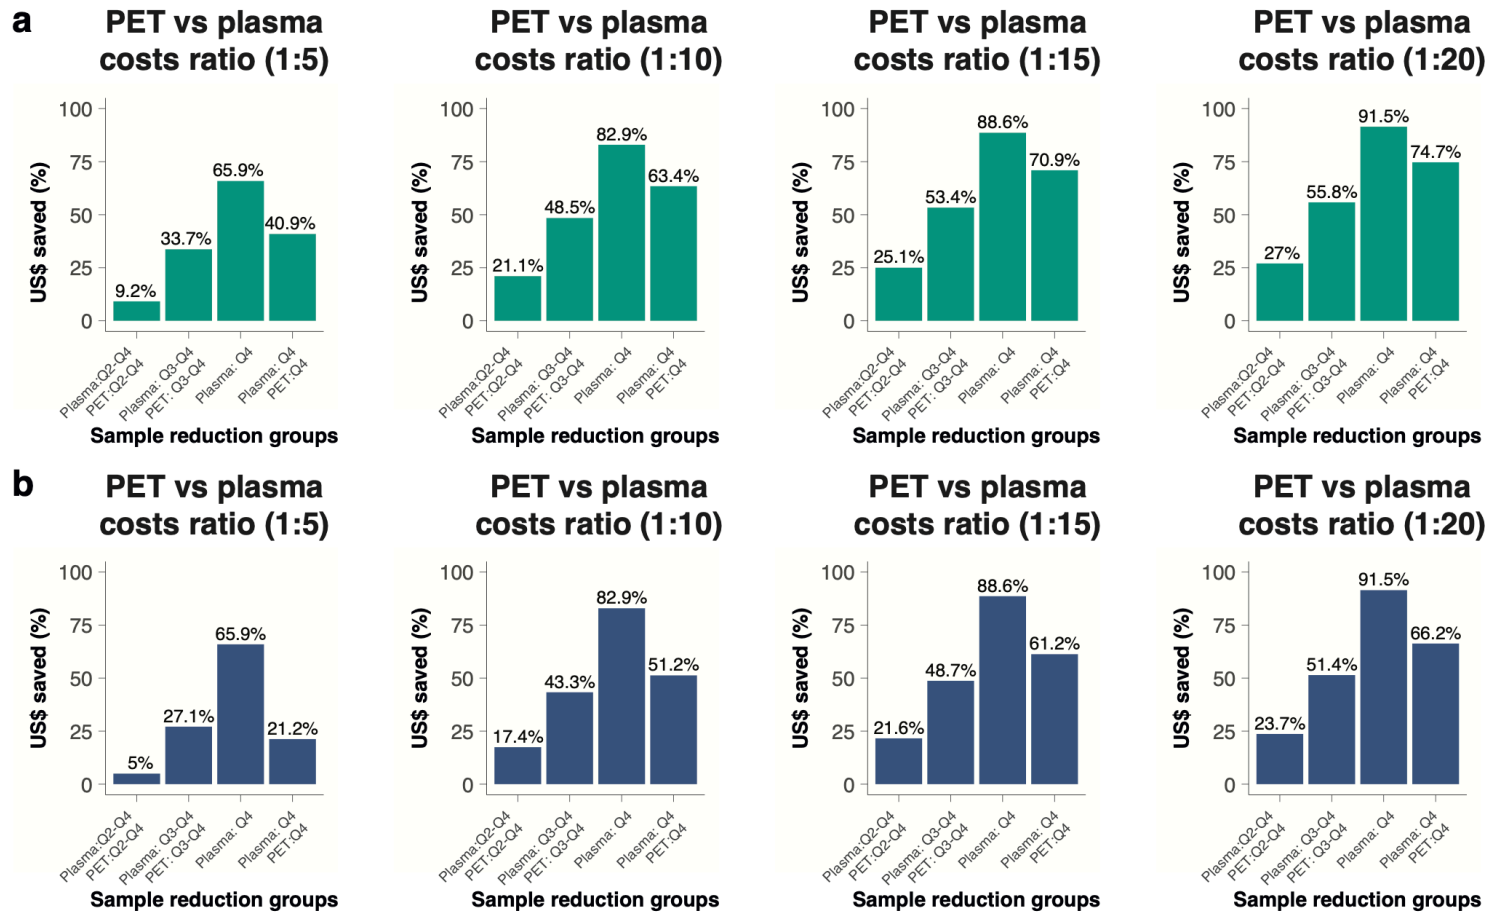 a
PET vs plasma
costs ratio (1:5)
US$ saved (%)
100
75
50
25
0
9.2%
33.7%
65.9%
40.9%
Plasma:Q2-Q4
PET:Q2-Q4
Plasma: Q3-Q4
PET: Q3-Q4
Plasma: Q4
Plasma: Q4
PET:Q4
Sample reduction groups
PET vs plasma
costs ratio (1:10)
US$ saved (%)
100
75
50
25
0
21.1%
48.5%
82.9%
63.4%
Plasma:Q2-Q4
PET:Q2-Q4
Plasma: Q3-Q4
PET: Q3-Q4
Plasma: Q4
Plasma: Q4
PET:Q4
Sample reduction groups
PET vs plasma
costs ratio (1:15)
US$ saved (%)
100
75
50
25
0
25.1%
53.4%
88.6%
70.9%
Plasma:Q2-Q4
PET:Q2-Q4
Plasma: Q3-Q4
PET: Q3-Q4
Plasma: Q4
Plasma: Q4
PET:Q4
Sample reduction groups
PET vs plasma
costs ratio (1:20)
US$ saved (%)
100
75
50
25
0
27%
55.8%
91.5%
74.7%
Plasma:Q2-Q4
PET:Q2-Q4
Plasma: Q3-Q4
PET: Q3-Q4
Plasma: Q4
Plasma: Q4
PET:Q4
Sample reduction groups
b
PET vs plasma
costs ratio (1:5)
US$ saved (%)
100
75
50
25
0
5%
27.1%
65.9%
21.2%
Plasma:Q2-Q4
PET:Q2-Q4
Plasma: Q3-Q4
PET: Q3-Q4
Plasma: Q4
Plasma: Q4
PET:Q4
Sample reduction groups
PET vs plasma
costs ratio (1:10)
US$ saved (%)
100
75
50
25
0
17.4%
43.3%
82.9%
51.2%
Plasma:Q2-Q4
PET:Q2-Q4
Plasma: Q3-Q4
PET: Q3-Q4
Plasma: Q4
Plasma: Q4
PET:Q4
Sample reduction groups
PET vs plasma
costs ratio (1:15)
US$ saved (%)
100
75
50
25
0
21.6%
48.7%
88.6%
61.2%
Plasma:Q2-Q4
PET:Q2-Q4
Plasma: Q3-Q4
PET: Q3-Q4
Plasma: Q4
Plasma: Q4
PET:Q4
Sample reduction groups
PET vs plasma
costs ratio (1:20)
US$ saved (%)
100
75
50
25
0
23.7%
51.4%
91.5%
66.2%
Plasma:Q2-Q4
PET:Q2-Q4
Plasma: Q3-Q4
PET: Q3-Q4
Plasma: Q4
Plasma: Q4
PET:Q4
Sample reduction groups